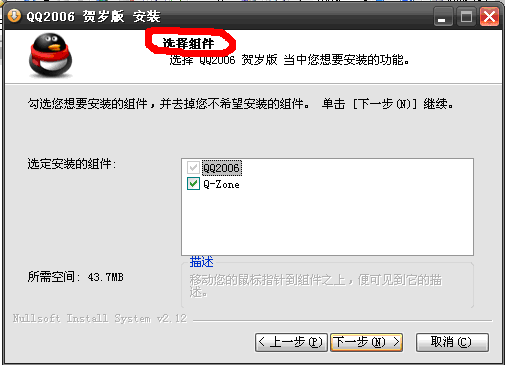 QQ2006 贺岁版 安装
选择组件
选择 QQ2006 贺岁版 当中您想要安装的功能。
勾选您想要安装的组件，并去掉您不希望安装的组件。 单击 [下一步(N)] 继续。
选定安装的组件:
QQ2006
Q-Zone
描述
移动您的鼠标指针到组件之上，便可见到它的描
述。
所需空间: 43.7MB
Nullsoft Install System v2.12
< 上一步(P)
下一步(N) >
取消(C)